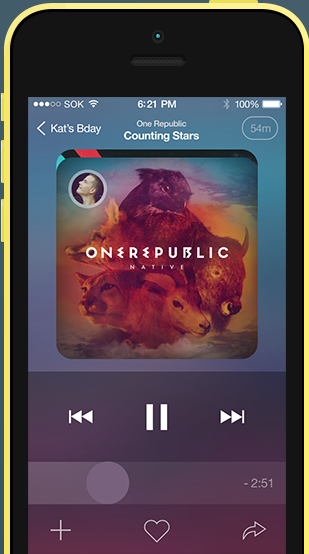 SOK 6:21 PM 100%
One Republic
Kat's Bday Counting Stars 54m
ONEREPUBLIC
NATIVE
- 2:51